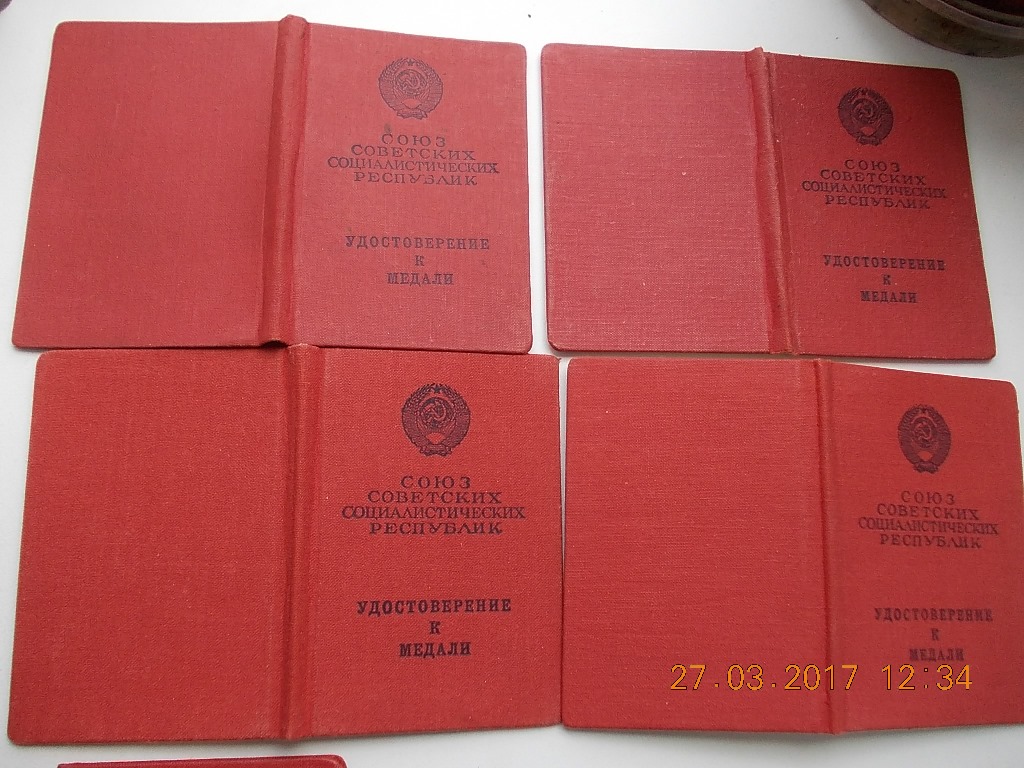 СОЮЗ
СОВЕТСКИХ
СОЦИАЛИСТИЧЕСКИХ
РЕСПУБЛИК
УДОСТОВЕРЕНИЕ
К
МЕДАЛИ
СОЮЗ
СОВЕТСКИХ
СОЦИАЛИСТИЧЕСКИХ
РЕСПУБЛИК
УДОСТОВЕРЕНИЕ
К
МЕДАЛИ
СОЮЗ
СОВЕТСКИХ
СОЦИАЛИСТИЧЕСКИХ
РЕСПУБЛИК
УДОСТОВЕРЕНИЕ
К
МЕДАЛИ
СОЮЗ
СОВЕТСКИХ
СОЦИАЛИСТИЧЕСКИХ
РЕСПУБЛИК
УДОСТОВЕРЕНИЕ
К
МЕДАЛИ
27.03.2017 12:34